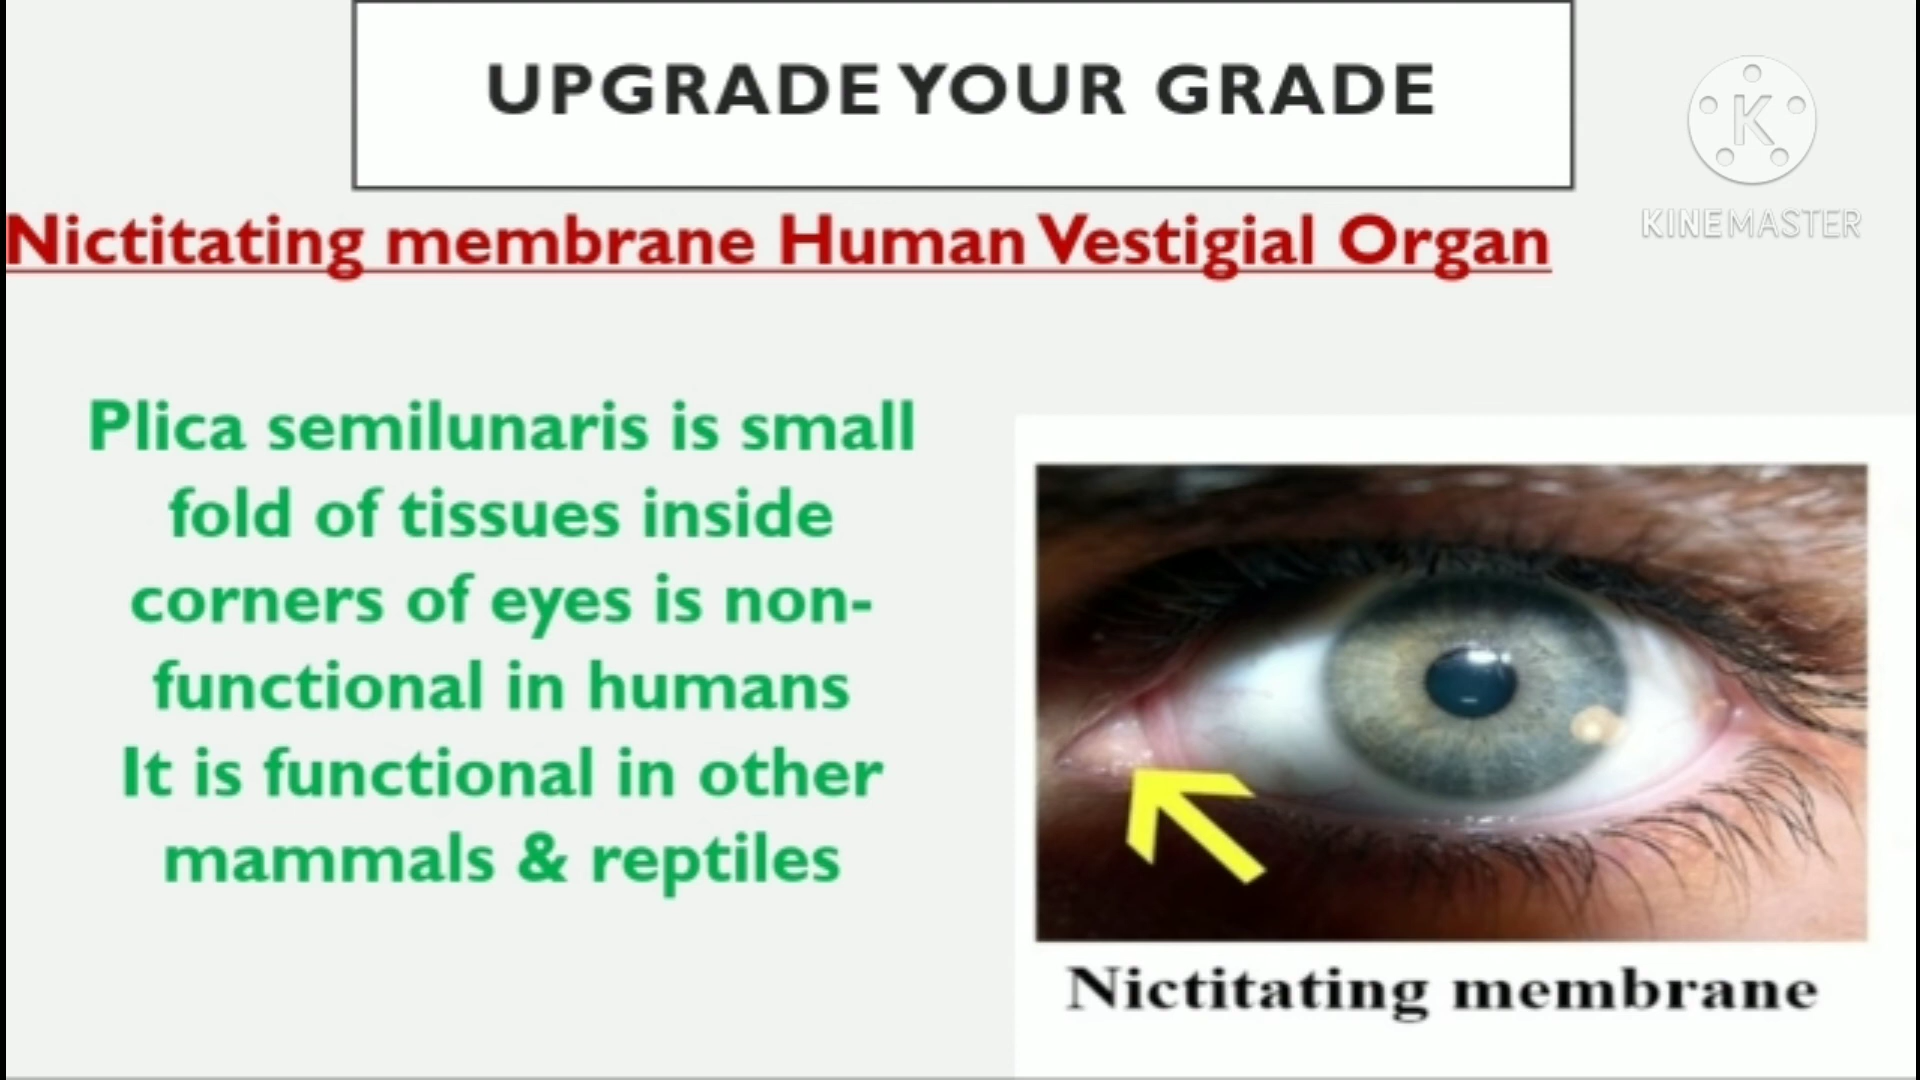 UPGRADE YOUR GRADE
K
KINEMASTER
Nictitating membrane Human Vestigial Organ
Plica semilunaris is small
fold of tissues inside
corners of eyes is non-
functional in humans
It is functional in other
mammals & reptiles
Nictitating membrane